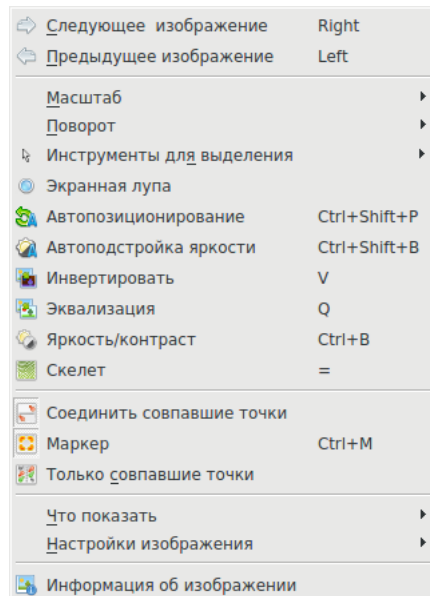 Следующее изображение Right
Предыдущее изображение Left
Масштаб
Поворот
Инструменты для выделения
Экранная лупа
Автопозиционирование Ctrl+Shift+P
Автоподстройка яркости Ctrl+Shift+B
Инвертировать V
Эквализация Q
Яркость/контраст Ctrl+B
Скелет =
Соединить совпавшие точки
Маркер Ctrl+M
Только совпавшие точки
Что показать
Настройки изображения
Информация об изображении